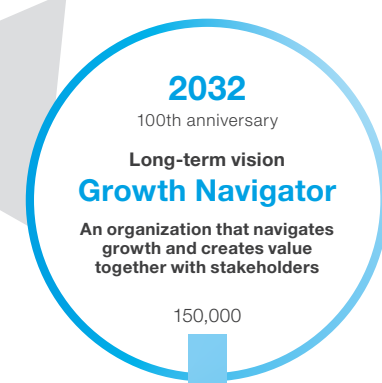 2032
100th anniversary
Long-term vision
Growth Navigator
An organization that navigates
growth and creates value
together with stakeholders
150,000